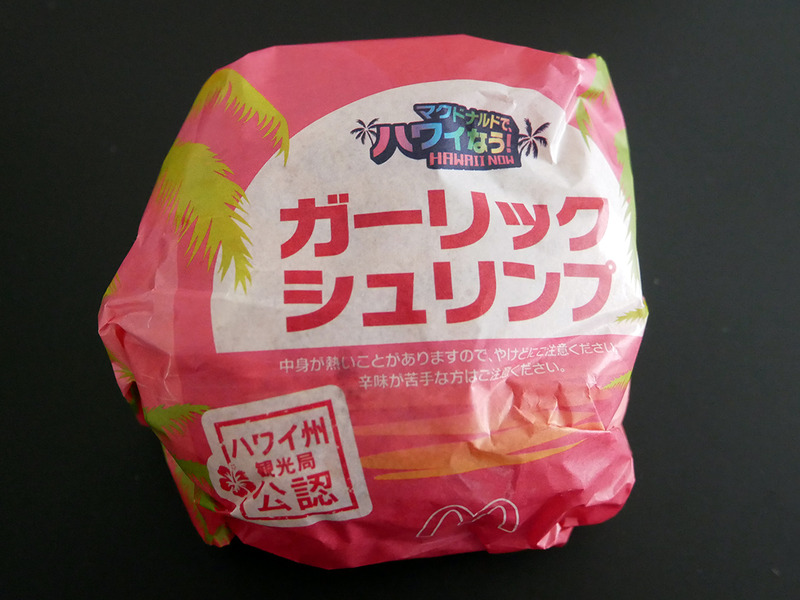 マクドナルドで、
ハワイなう!
HAWAII NOW
ガーリック
シュリンプ
中身が熱いことがありますので、やけどにご注意ください
辛味が苦手な方はご注意ください。
ハワイ州
観光局
公認